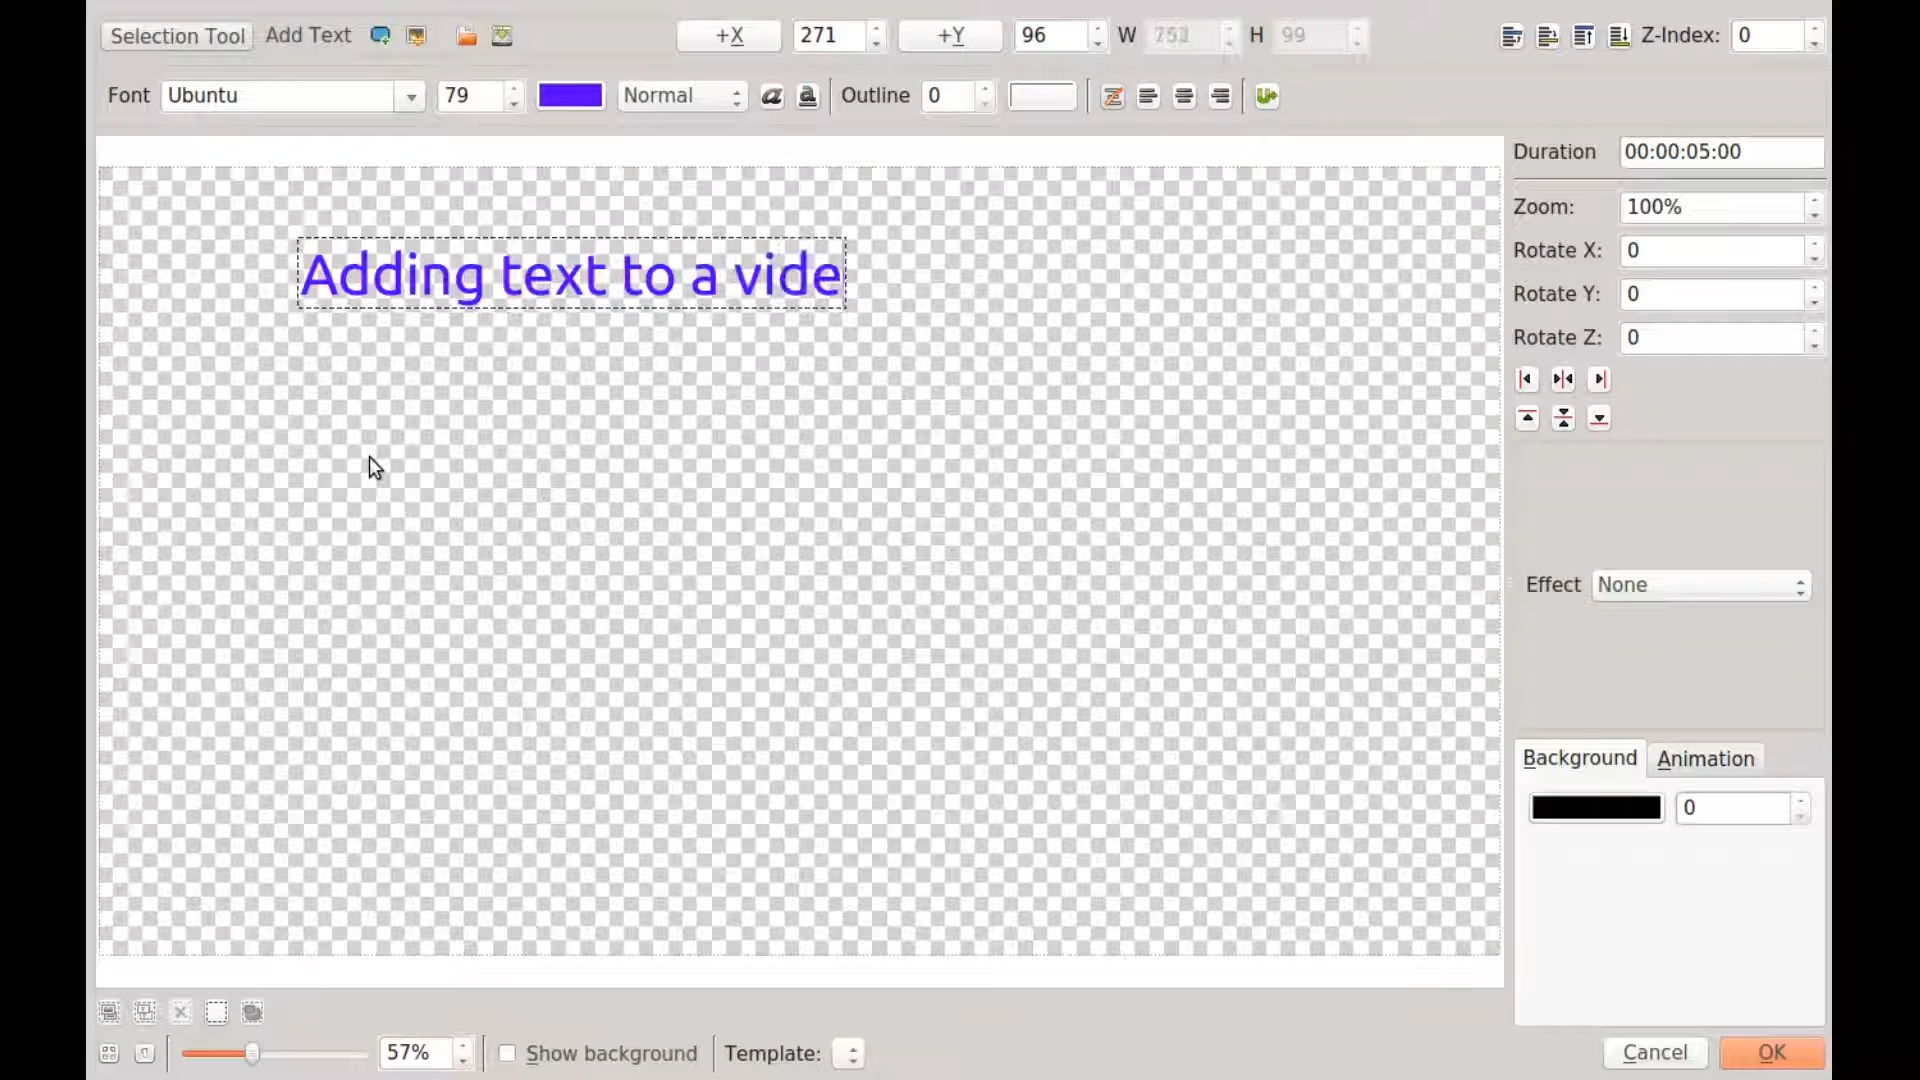 Selection Tool Add Text +X 271 +Y 96 W H 99 Z-Index: 0
Font Ubuntu 79 Normal a a Outline 0
Duration 00:00:05:00
Zoom: 100%
Rotate X: 0
Rotate Y: 0
Rotate Z: 0
Adding text to a vide
Effect None
Background Animation
0
57% Show background Template: Cancel OK